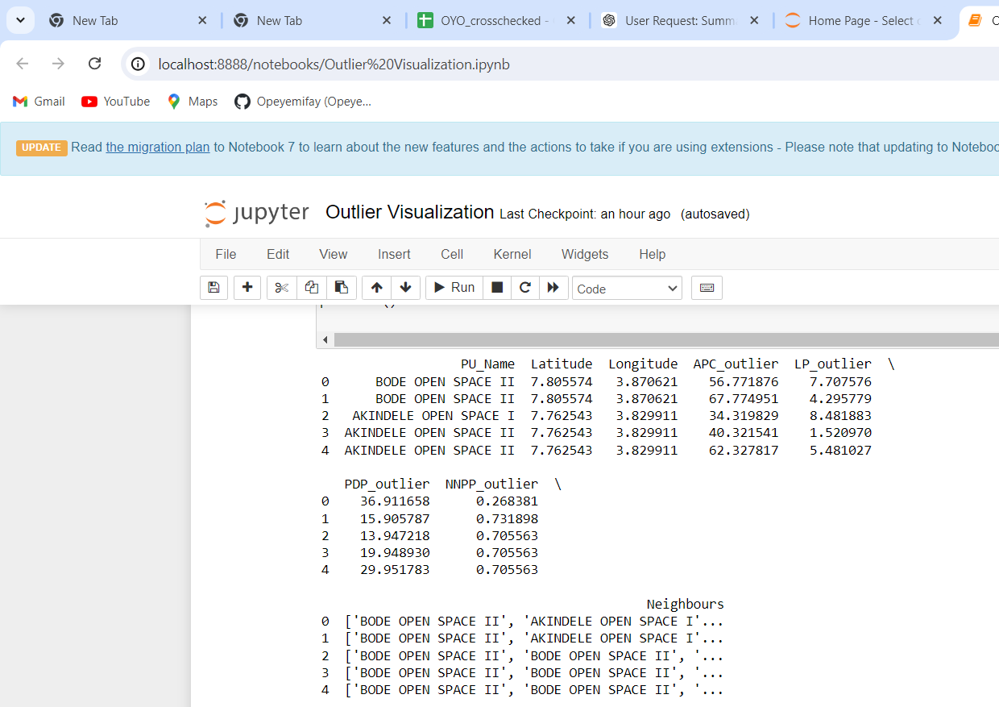 New Tab
New Tab
OYO_crosschecked -
User Request: Summ
Home Page - Select
localhost:8888/notebooks/Outlier%20Visualization.ipynb
Gmail YouTube Maps Opeyemifay (Opeye...
UPDATE Read the migration plan to Notebook 7 to learn about the new features and the actions to take if you are using extensions - Please note that updating to Noteboo
jupyter Outlier Visualization Last Checkpoint: an hour ago (autosaved)
File Edit View Insert Cell Kernel Widgets Help
Run Code
PU_Name Latitude Longitude APC_outlier LP_outlier \
0 BODE OPEN SPACE II 7.805574 3.870621 56.771876 7.707576
1 BODE OPEN SPACE II 7.805574 3.870621 67.774951 4.295779
2 AKINDELE OPEN SPACE I 7.762543 3.829911 34.319829 8.481883
3 AKINDELE OPEN SPACE II 7.762543 3.829911 40.321541 1.520970
4 AKINDELE OPEN SPACE II 7.762543 3.829911 62.327817 5.481027
PDP_outlier NNPP_outlier \
0 36.911658 0.268381
1 15.905787 0.731898
2 13.947218 0.705563
3 19.948930 0.705563
4 29.951783 0.705563
Neighbours
0 ['BODE OPEN SPACE II', 'AKINDELE OPEN SPACE I'...
1 ['BODE OPEN SPACE II', 'AKINDELE OPEN SPACE I'...
2 ['BODE OPEN SPACE II', 'BODE OPEN SPACE II', '...
3 ['BODE OPEN SPACE II', 'BODE OPEN SPACE II', '...
4 ['BODE OPEN SPACE II', 'BODE OPEN SPACE II', '...